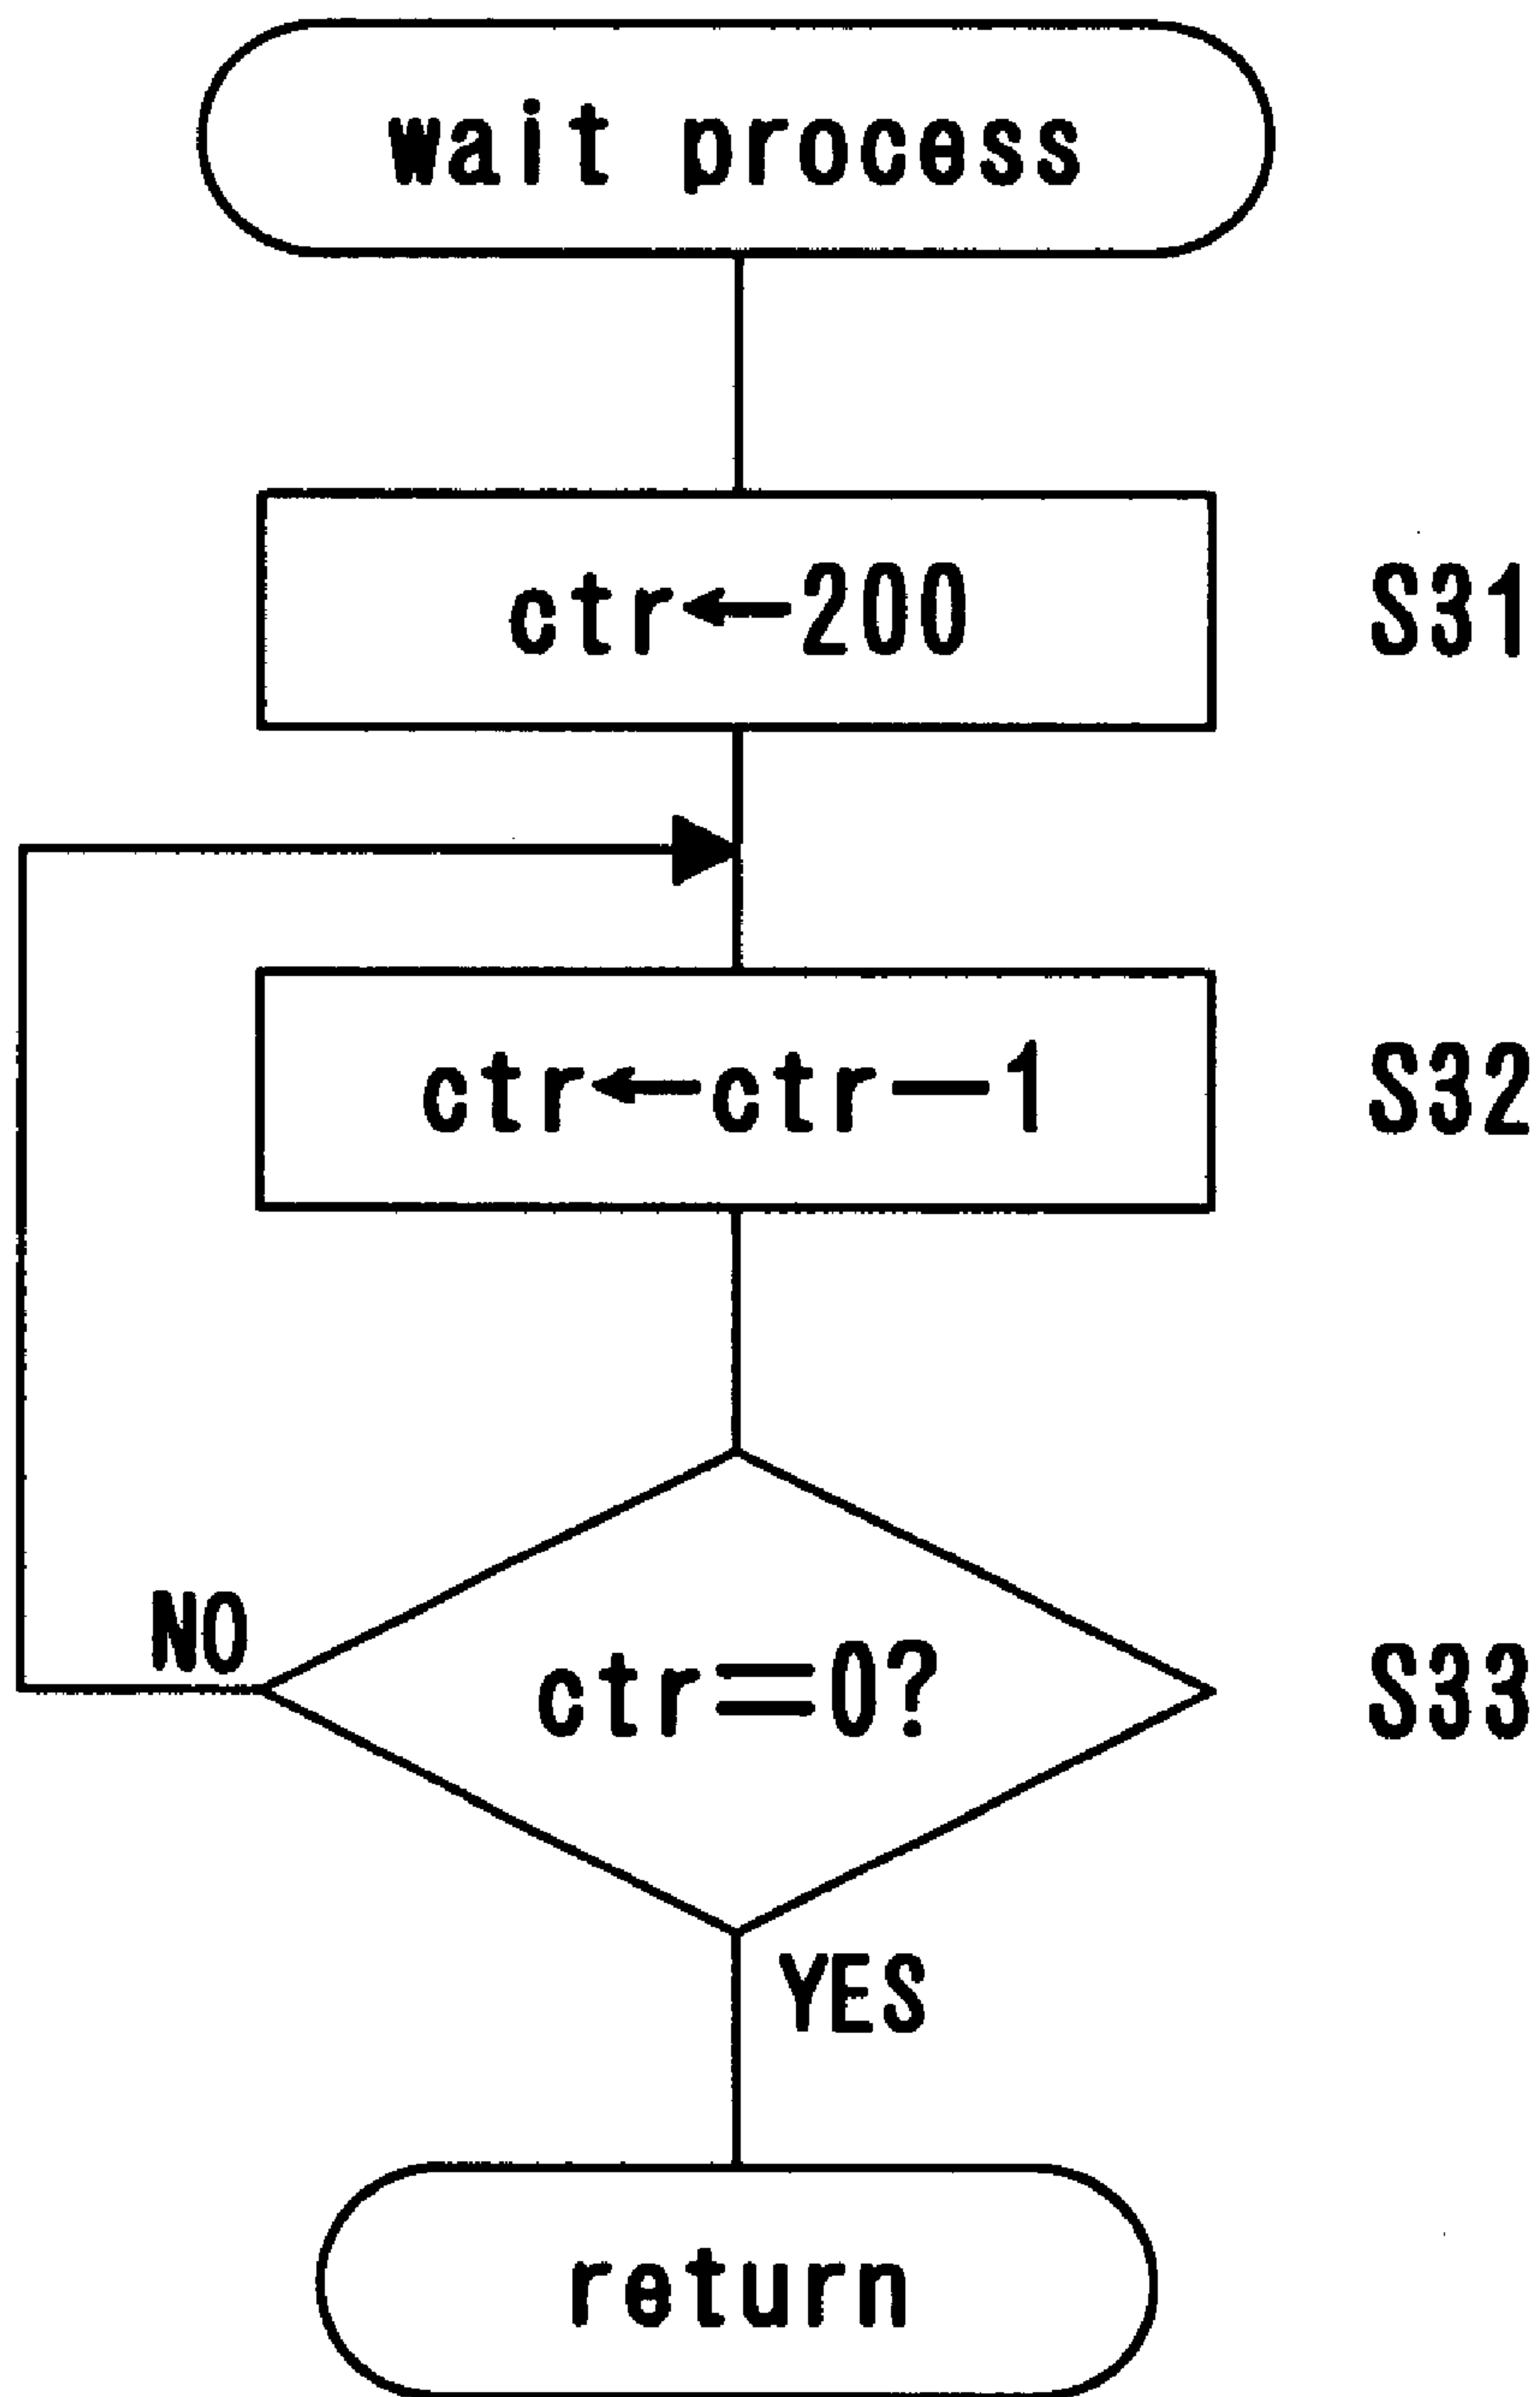 wait process
ctr←200
S31
ctr←ctr—1
S32
NO
ctr=0?
S33
YES
return